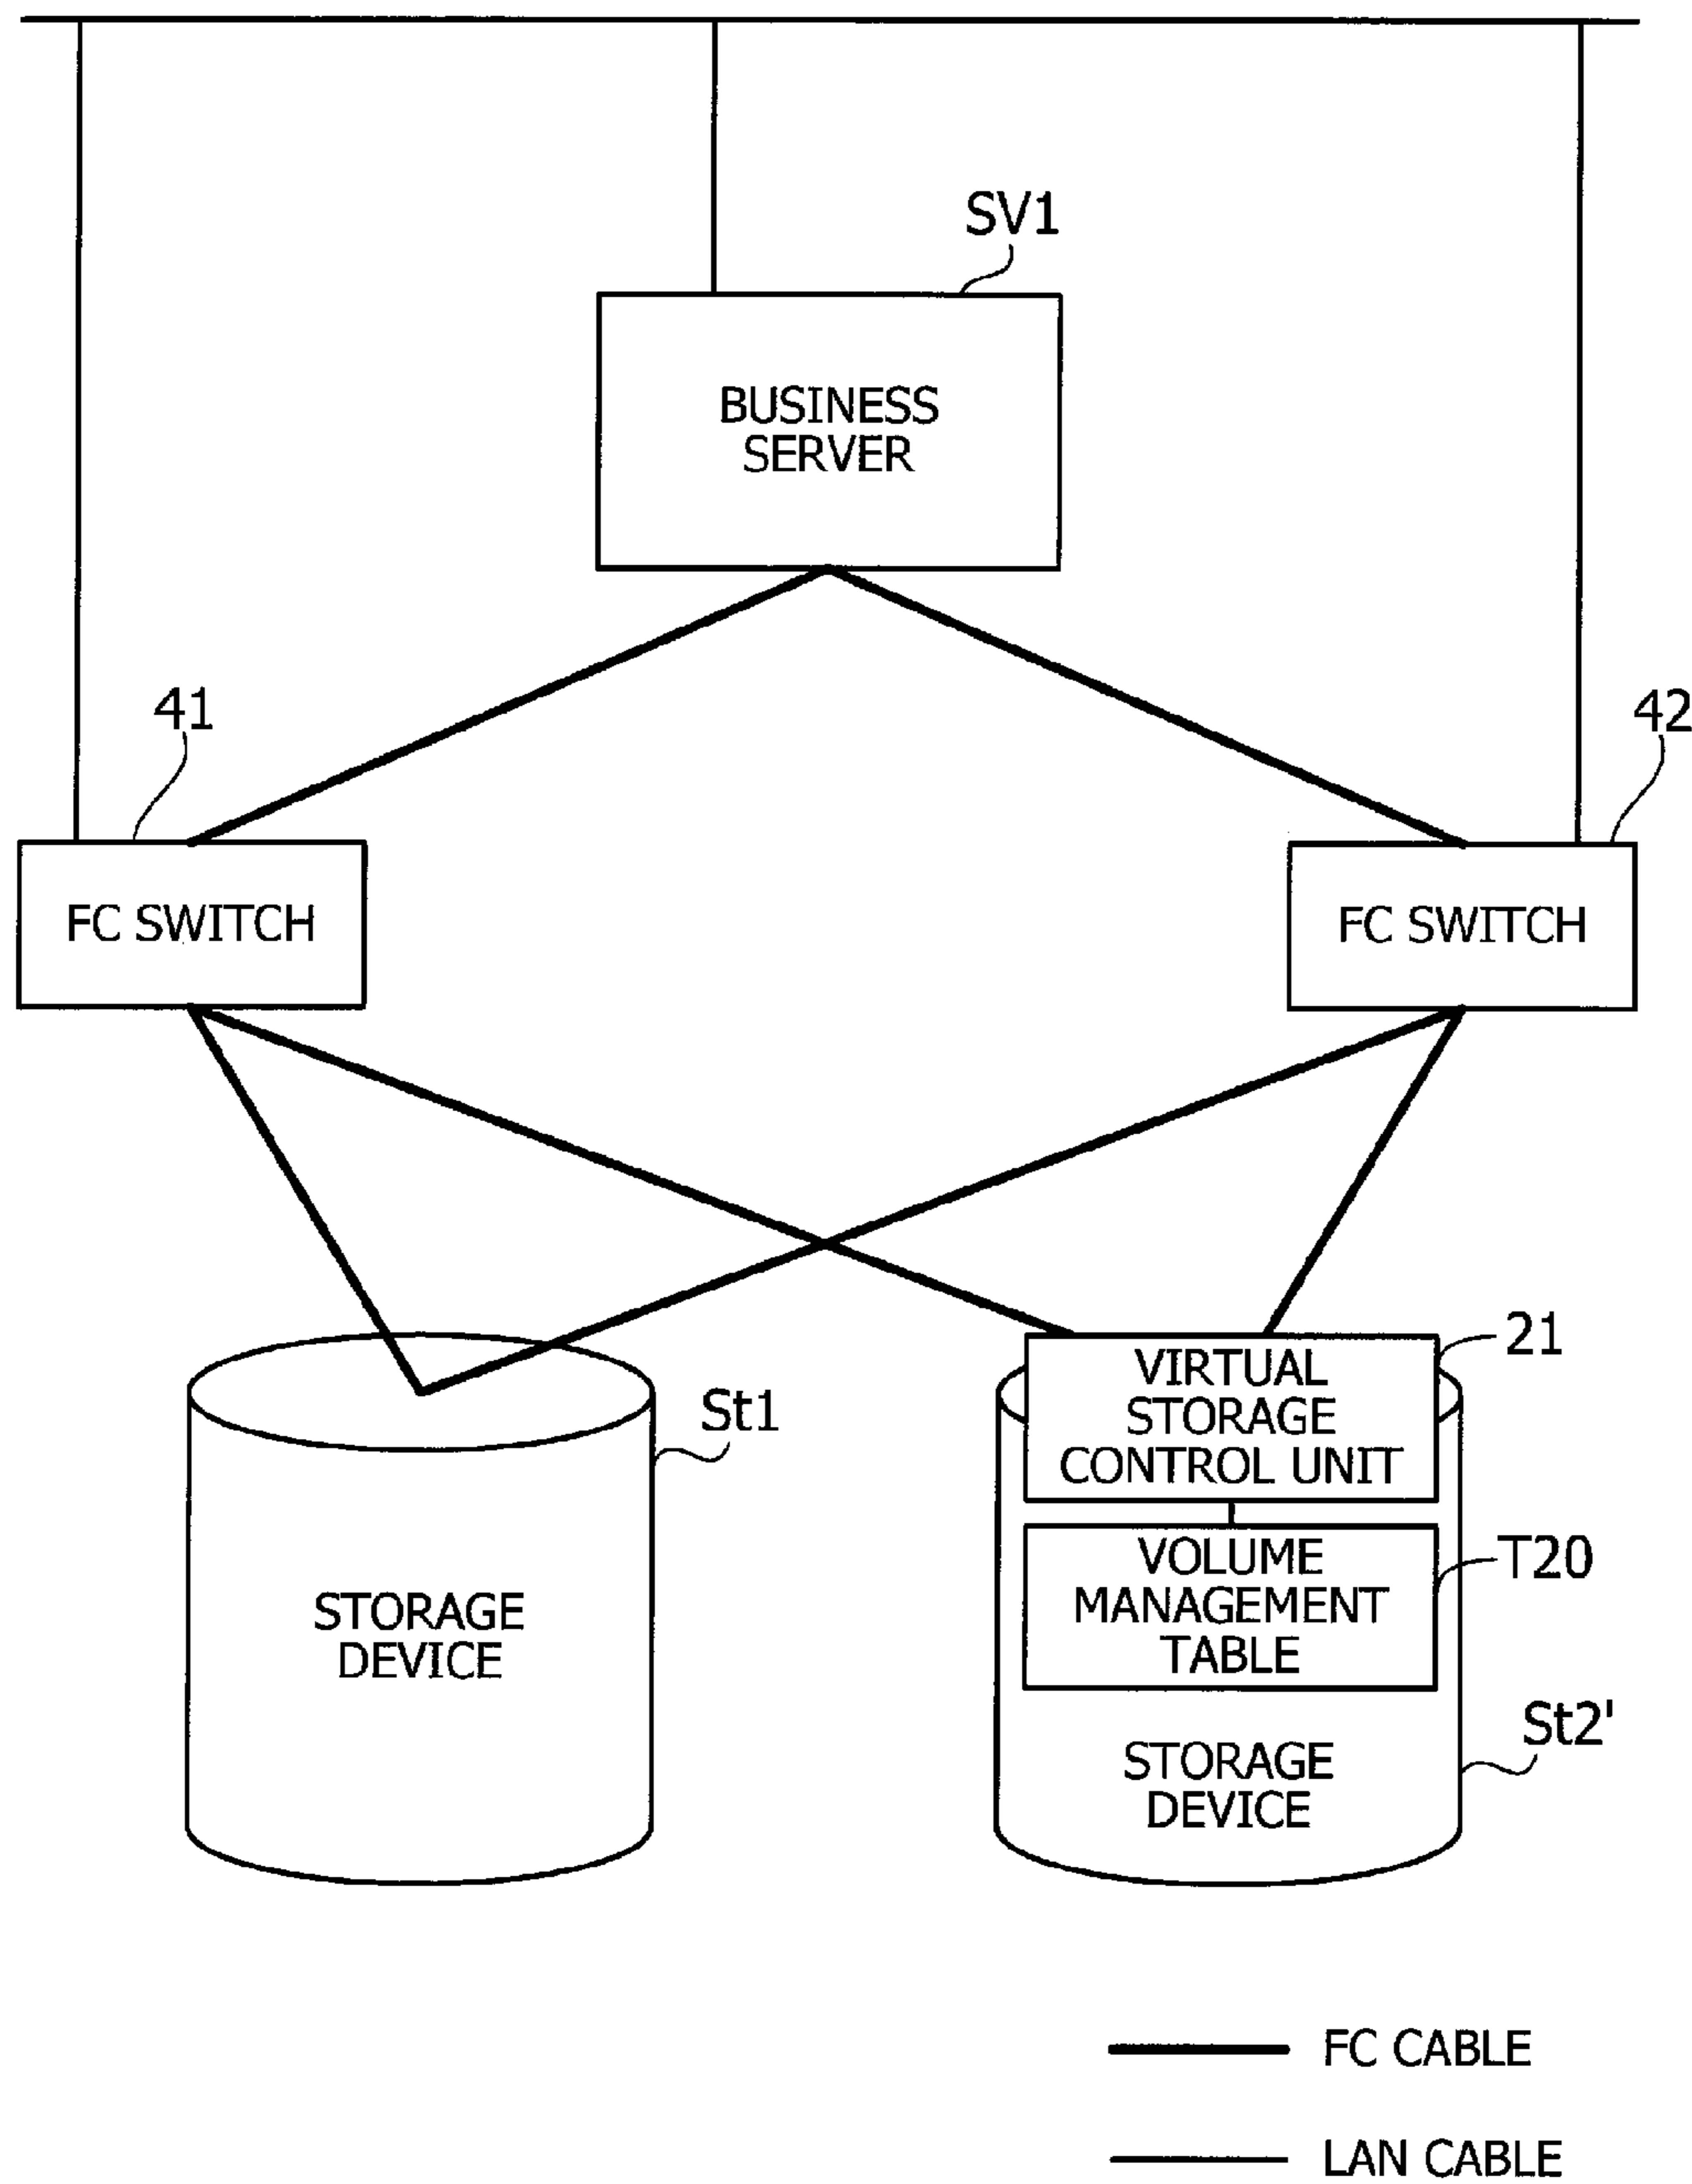 SV1
BUSINESS
SERVER
41
42
FC SWITCH
FC SWITCH
21
VIRTUAL
STORAGE
CONTROL UNIT
St1
VOLUME
MANAGEMENT
TABLE
T20
STORAGE
DEVICE
St2'
STORAGE
DEVICE
FC CABLE
LAN CABLE